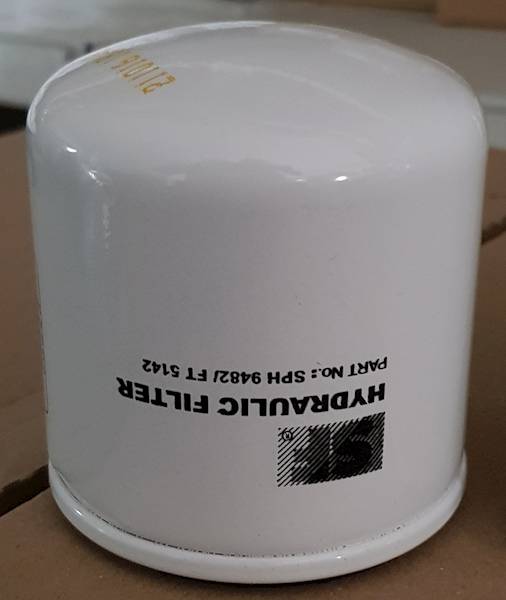 SF®
HYDRAULIC FILTER
PART No.: SPH 9482/ FT 5142